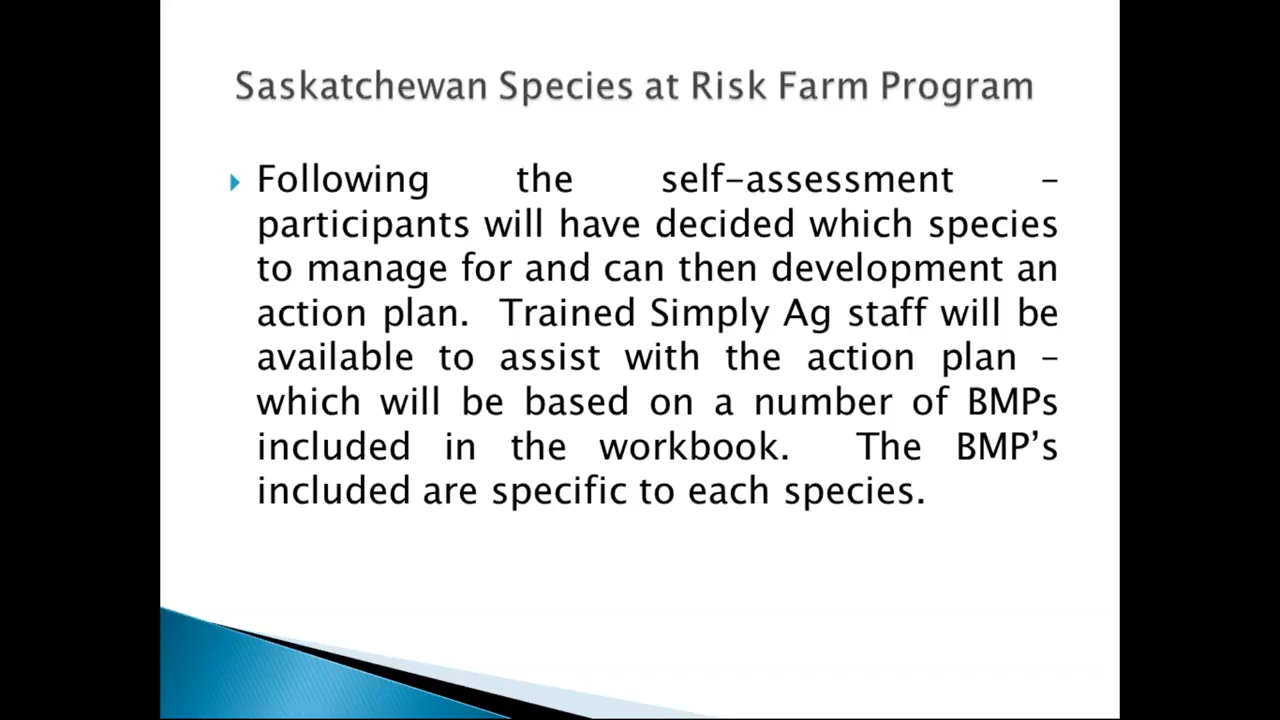 Saskatchewan Species at Risk Farm Program
Following the self-assessment –
participants will have decided which species
to manage for and can then development an
action plan. Trained Simply Ag staff will be
available to assist with the action plan –
which will be based on a number of BMPs
included in the workbook. The BMP’s
included are specific to each species.